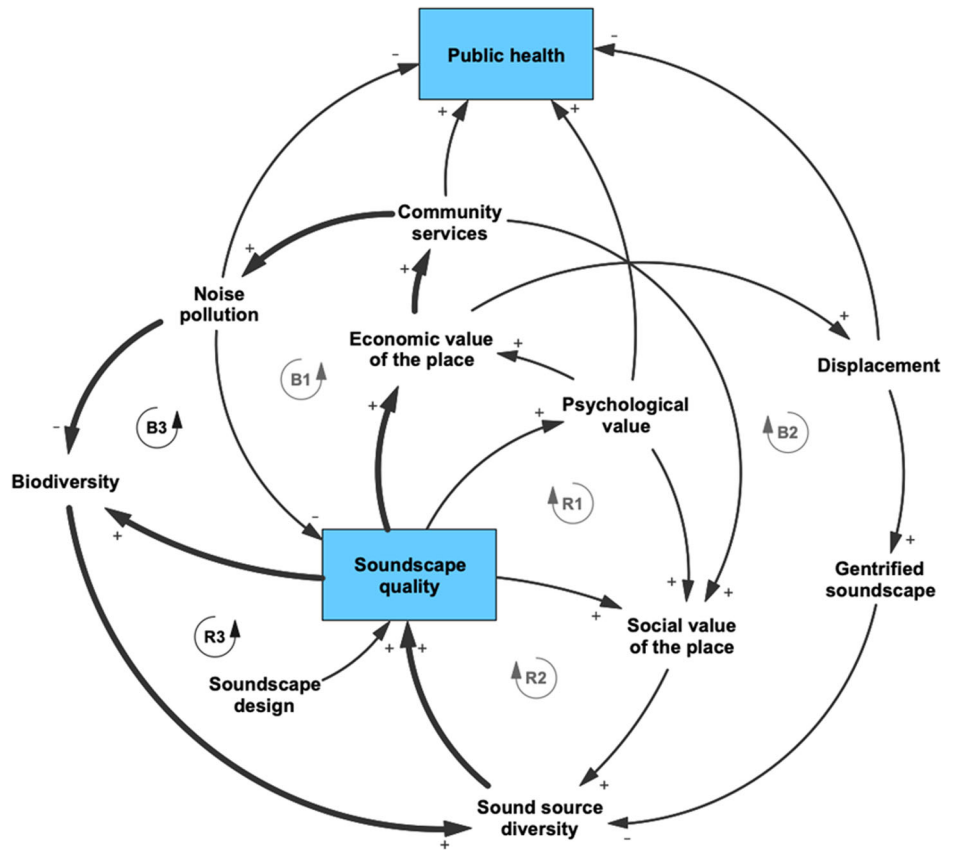 Public health
-
-
+
+
Community
services
+
+
Noise
pollution
+
Economic value
of the place
+
B1
Displacement
+
Psychological
value
+
B3
-
B2
Biodiversity
R1
-
+
+
Soundscape
quality
Gentrified
soundscape
+
+
+
Social value
of the place
R3
+
+
R2
Soundscape
design
+
Sound source
diversity
-
+